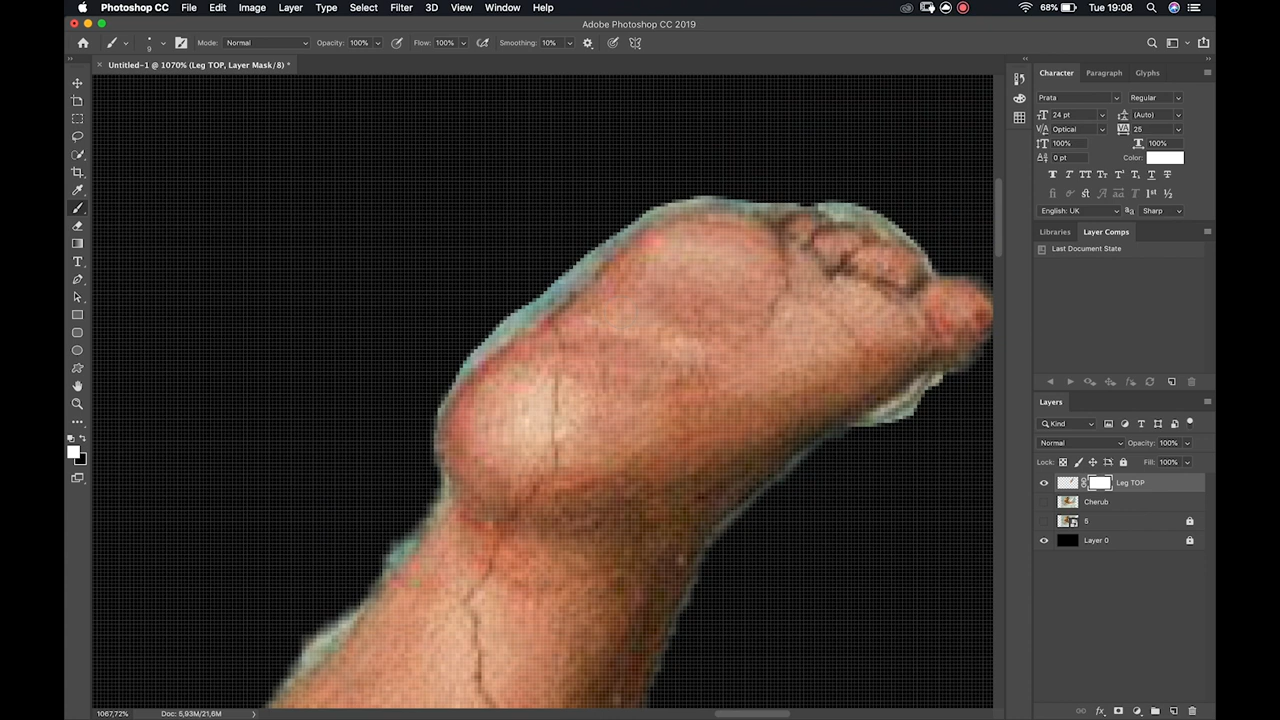 Photoshop CC File Edit Image Layer Type Select Filter 3D View Window Help 68% Tue 19:08
Adobe Photoshop CC 2019
9 Mode: Normal Opacity: 100% Flow: 100% Smoothing: 10%
Untitled-1 @ 1070% (Leg TOP, Layer Mask/8) *
Character Paragraph Glyphs
Prata Regular
24 pt (Auto)
Optical 25
100% 100%
0 pt Color:
English: UK Sharp
Libraries Layer Comps
Last Document State
Layers
Kind
Normal Opacity: 100%
Lock: Fill: 100%
Leg TOP
Cherub
5
Layer 0
1067,72% Doc: 5,93M/21,6M